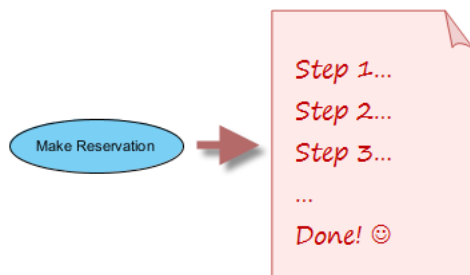 Make Reservation
Step 1...
Step 2...
Step 3...
...
Done! ☺